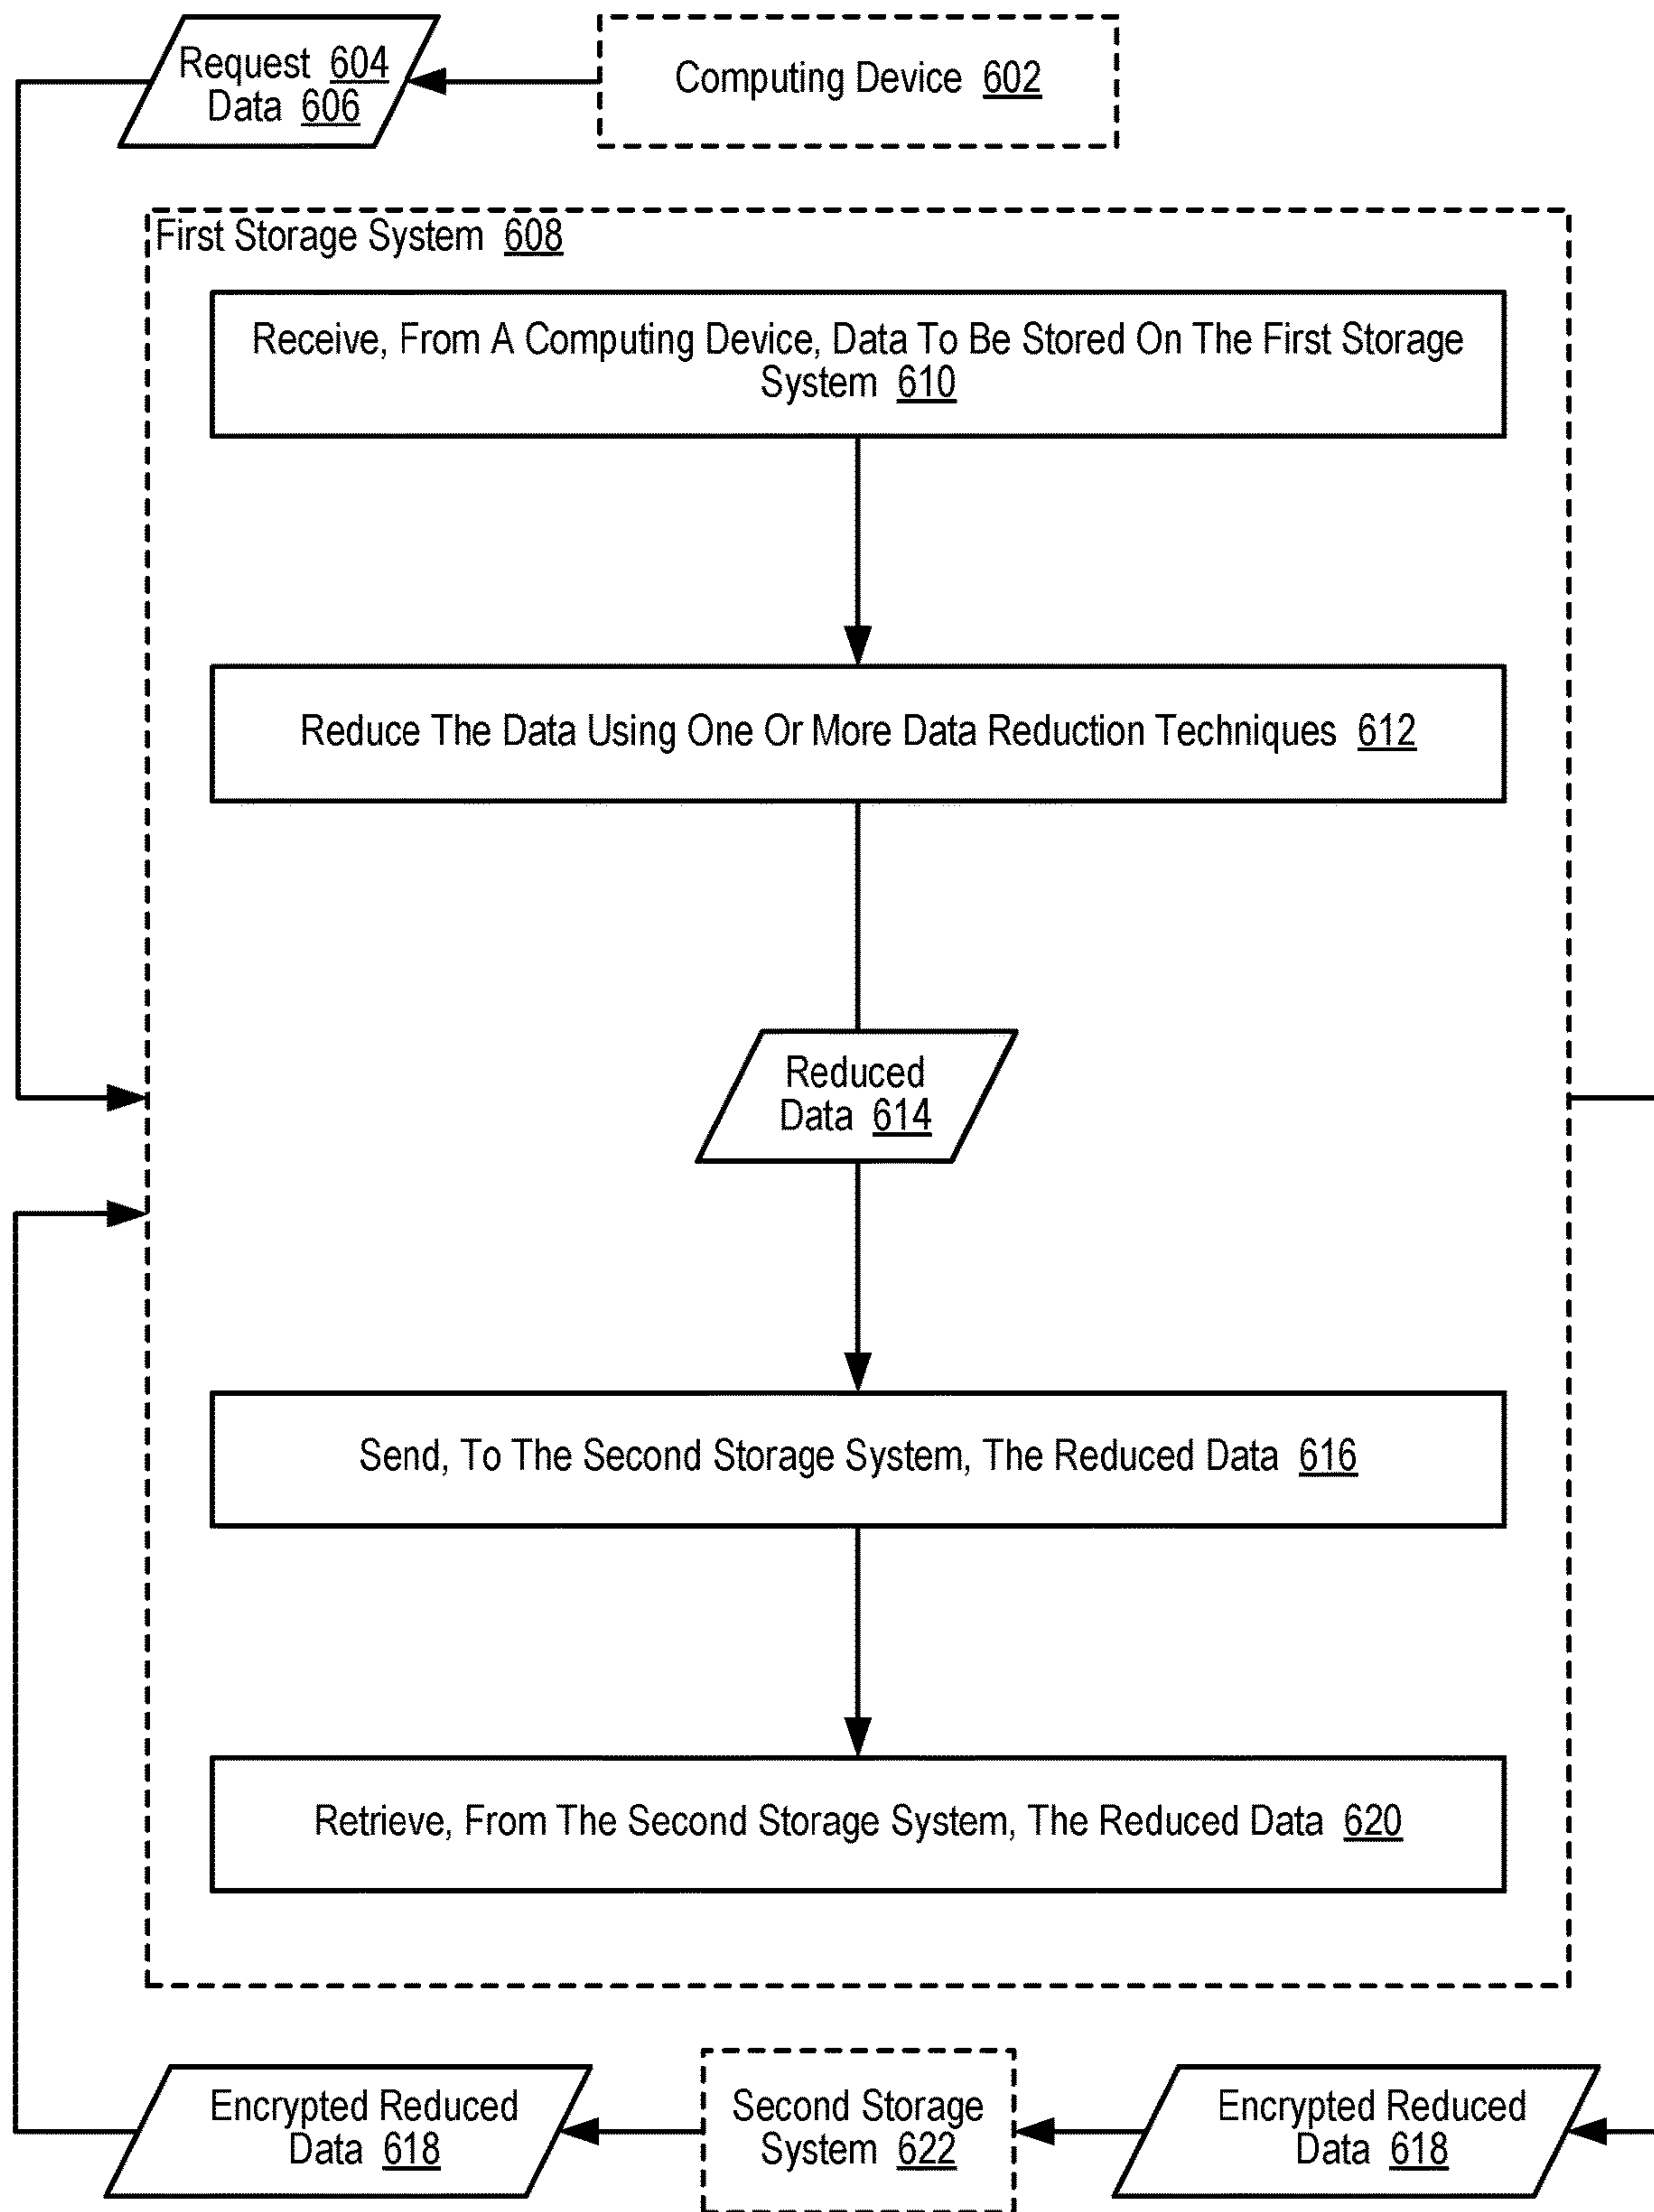 Request 604
Data 606
Computing Device 602
First Storage System 608
Receive, From A Computing Device, Data To Be Stored On The First Storage
System 610
Reduce The Data Using One Or More Data Reduction Techniques 612
Reduced
Data 614
Send, To The Second Storage System, The Reduced Data 616
Retrieve, From The Second Storage System, The Reduced Data 620
Encrypted Reduced
Data 618
Second Storage
System 622
Encrypted Reduced
Data 618